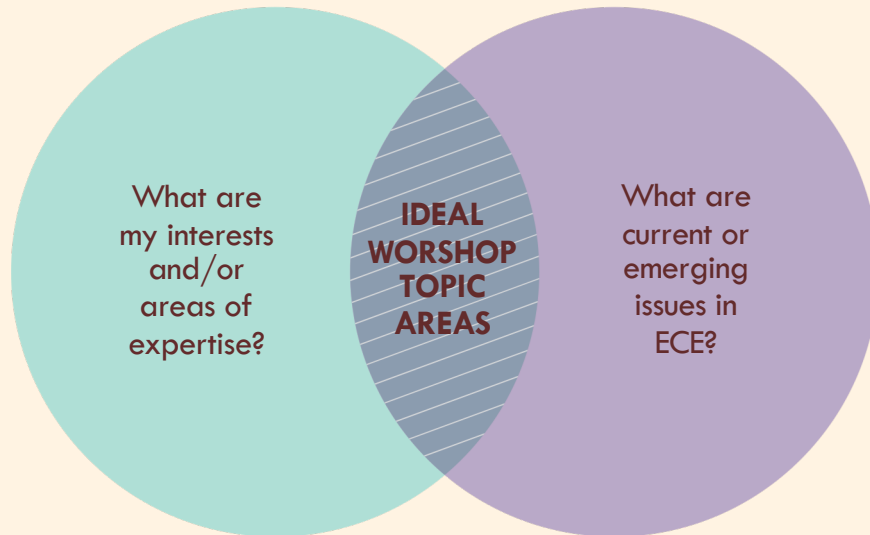 What are
my interests
and/or
areas of
expertise?
IDEAL
WORSHOP
TOPIC
AREAS
What are
current or
emerging
issues in
ECE?